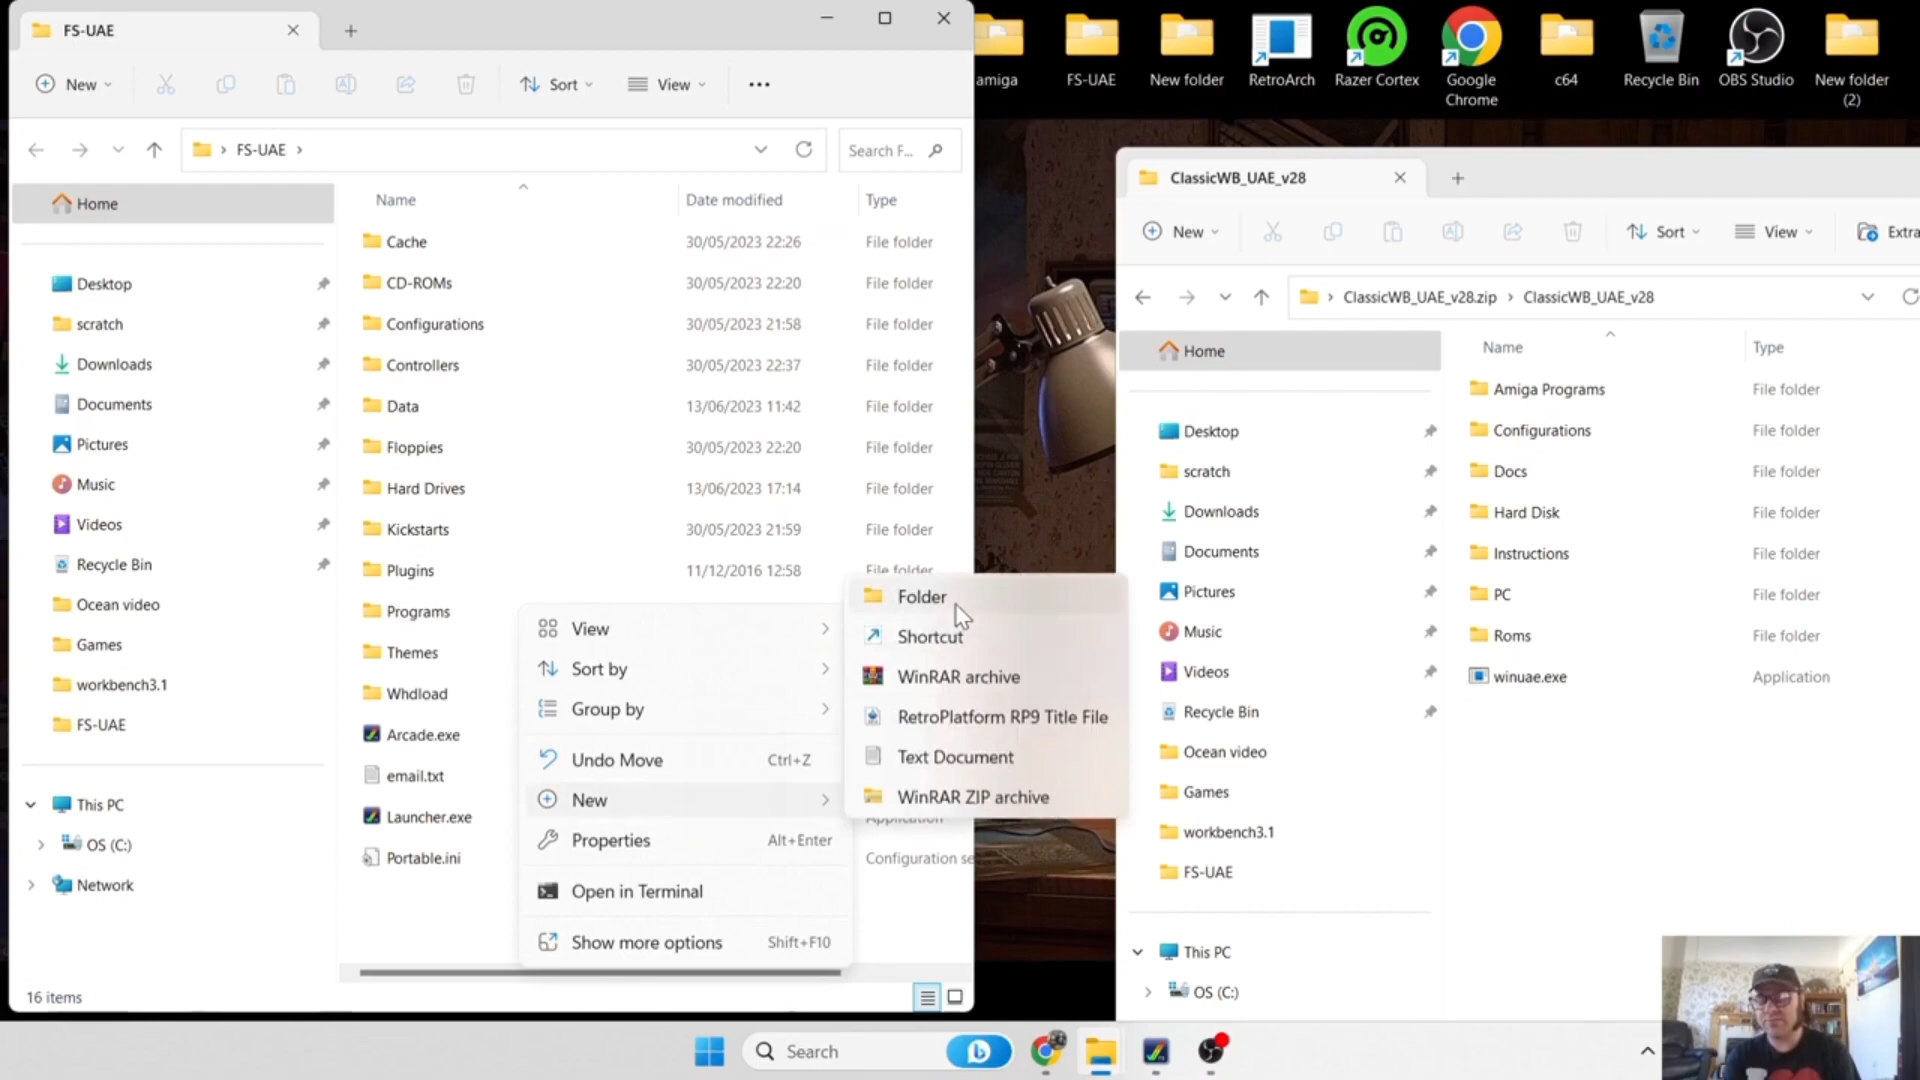 FS-UAE
New
Sort
View
FS-UAE
Search F...
Home
Desktop
scratch
Downloads
Documents
Pictures
Music
Videos
Recycle Bin
Ocean video
Games
workbench3.1
FS-UAE
This PC
OS (C:)
Network
16 items
Name Date modified Type
Cache 30/05/2023 22:26 File folder
CD-ROMs 30/05/2023 22:20 File folder
Configurations 30/05/2023 21:58 File folder
Controllers 30/05/2023 22:37 File folder
Data 13/06/2023 11:42 File folder
Floppies 30/05/2023 22:20 File folder
Hard Drives 13/06/2023 17:14 File folder
Kickstarts 30/05/2023 21:59 File folder
Plugins 11/12/2016 12:58 File folder
Programs
Themes
Whdload
Arcade.exe
email.txt
Launcher.exe Application
Portable.ini Configuration se
View
Sort by
Group by
Undo Move Ctrl+Z
New
Properties Alt+Enter
Open in Terminal
Show more options Shift+F10
Folder
Shortcut
WinRAR archive
RetroPlatform RP9 Title File
Text Document
WinRAR ZIP archive
amiga
FS-UAE
New folder
RetroArch
Razer Cortex
Google
Chrome
c64
Recycle Bin
OBS Studio
New folder
(2)
ClassicWB_UAE_v28
New
Sort
View
Extra
ClassicWB_UAE_v28.zip
ClassicWB_UAE_v28
Home
Desktop
scratch
Downloads
Documents
Pictures
Music
Videos
Recycle Bin
Ocean video
Games
workbench3.1
FS-UAE
This PC
OS (C:)
Name Type
Amiga Programs File folder
Configurations File folder
Docs File folder
Hard Disk File folder
Instructions File folder
PC File folder
Roms File folder
winuae.exe Application
Search